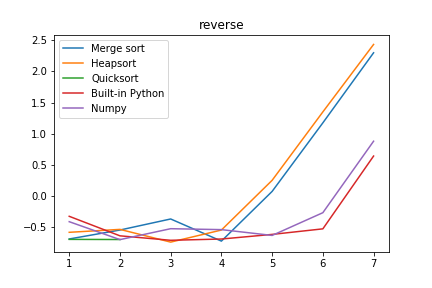 reverse
Merge sort
Heapsort
Quicksort
Built-in Python
Numpy
2.5
2.0
1.5
1.0
0.5
0.0
−0.5
1 2 3 4 5 6 7